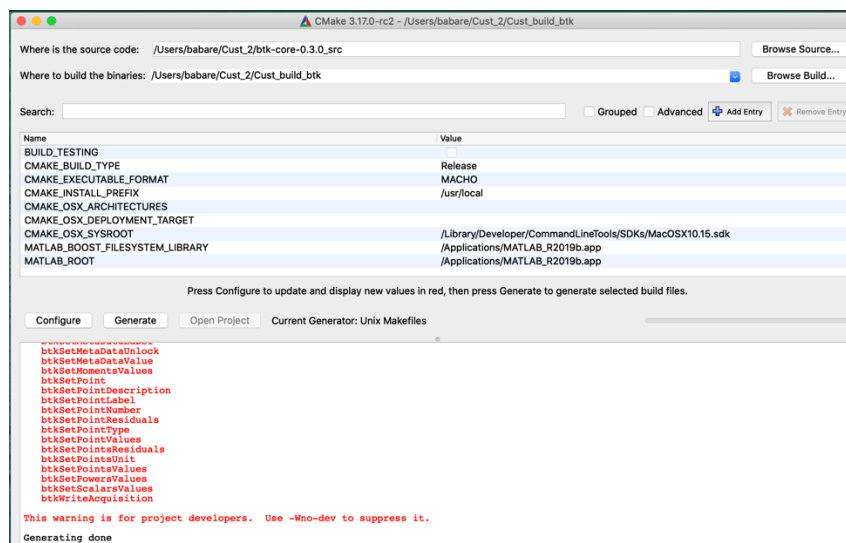 CMake 3.17.0-rc2 - /Users/babare/Cust_2/Cust_build_btk
Where is the source code: /Users/babare/Cust_2/btk-core-0.3.0_src Browse Source...
Where to build the binaries: /Users/babare/Cust_2/Cust_build_btk Browse Build...
Search: Grouped Advanced Add Entry Remove Entry
Name Value
BUILD_TESTING
CMAKE_BUILD_TYPE Release
CMAKE_EXECUTABLE_FORMAT MACHO
CMAKE_INSTALL_PREFIX /usr/local
CMAKE_OSX_ARCHITECTURES
CMAKE_OSX_DEPLOYMENT_TARGET
CMAKE_OSX_SYSROOT /Library/Developer/CommandLineTools/SDKs/MacOSX10.15.sdk
MATLAB_BOOST_FILESYSTEM_LIBRARY /Applications/MATLAB_R2019b.app
MATLAB_ROOT /Applications/MATLAB_R2019b.app
Press Configure to update and display new values in red, then press Generate to generate selected build files.
Configure Generate Open Project Current Generator: Unix Makefiles
btkSetMetaDataUnlock
btkSetMetaDataValue
btkSetMomentsValues
btkSetPoint
btkSetPointDescription
btkSetPointLabel
btkSetPointNumber
btkSetPointResiduals
btkSetPointType
btkSetPointValues
btkSetPointsResiduals
btkSetPointsUnit
btkSetPointsValues
btkSetPowersValues
btkSetScalarsValues
btkWriteAcquisition
This warning is for project developers. Use -Wno-dev to suppress it.
Generating done